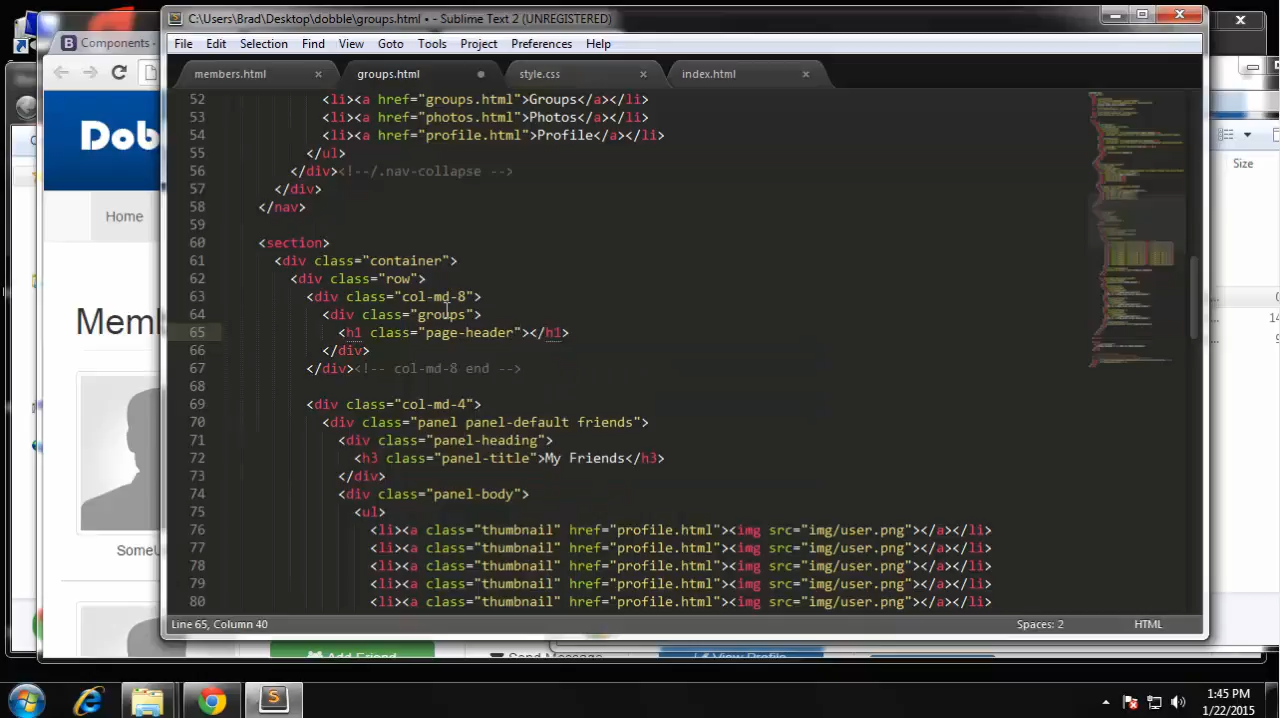 C:\Users\Brad\Desktop\dobble\groups.html • - Sublime Text 2 (UNREGISTERED)
Components -
File Edit Selection Find View Goto Tools Project Preferences Help
members.html groups.html style.css index.html
52 <li><a href="groups.html">Groups</a></li>
53 <li><a href="photos.html">Photos</a></li>
54 <li><a href="profile.html">Profile</a></li>
55 </ul>
56 </div><!--/.nav-collapse -->
57 </div>
58 </nav>
59
60 <section>
61 <div class="container">
62 <div class="row">
63 <div class="col-md-8">
64 <div class="groups">
65 <h1 class="page-header"></h1>
66 </div>
67 </div><!-- col-md-8 end -->
68
69 <div class="col-md-4">
70 <div class="panel panel-default friends">
71 <div class="panel-heading">
72 <h3 class="panel-title">My Friends</h3>
73 </div>
74 <div class="panel-body">
75 <ul>
76 <li><a class="thumbnail" href="profile.html"><img src="img/user.png"></a></li>
77 <li><a class="thumbnail" href="profile.html"><img src="img/user.png"></a></li>
78 <li><a class="thumbnail" href="profile.html"><img src="img/user.png"></a></li>
79 <li><a class="thumbnail" href="profile.html"><img src="img/user.png"></a></li>
80 <li><a class="thumbnail" href="profile.html"><img src="img/user.png"></a></li>
Line 65, Column 40 Spaces: 2 HTML
Dob
Home
Memb
SomeU
Size
Add Friend Send Message View Profile
1:45 PM
1/22/2015